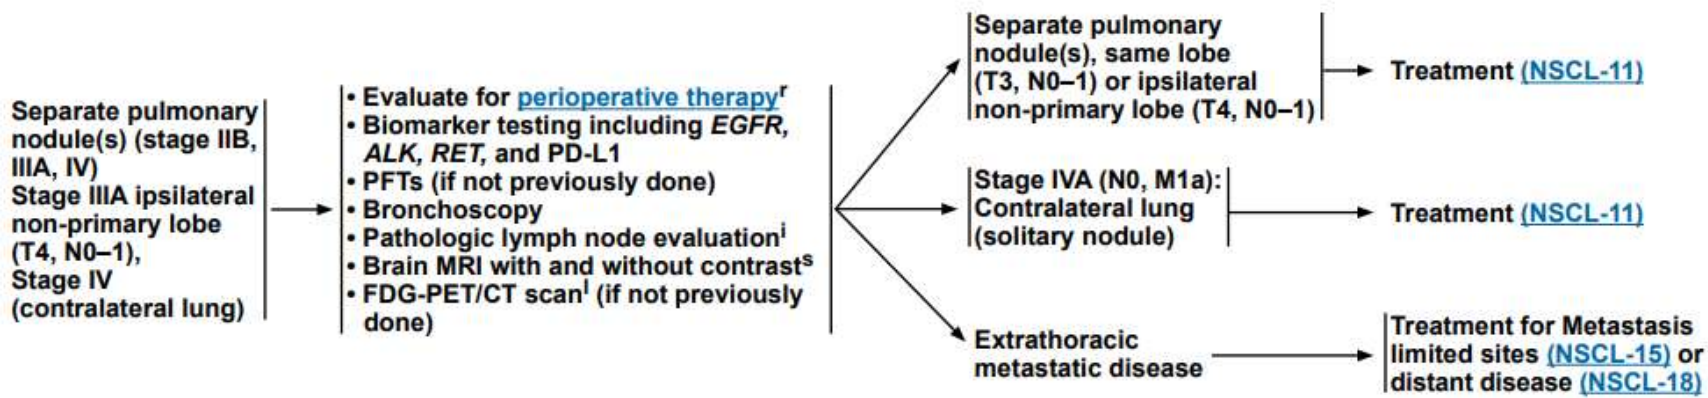 Separate pulmonary
nodule(s) (stage IIB,
IIIA, IV)
Stage IIIA ipsilateral
non-primary lobe
(T4, N0–1),
Stage IV
(contralateral lung)
• Evaluate for perioperative therapyʳ
• Biomarker testing including EGFR,
ALK, RET, and PD-L1
• PFTs (if not previously done)
• Bronchoscopy
• Pathologic lymph node evaluationⁱ
• Brain MRI with and without contrastˢ
• FDG-PET/CT scanˡ (if not previously
done)
Separate pulmonary
nodule(s), same lobe
(T3, N0–1) or ipsilateral
non-primary lobe (T4, N0–1)
Treatment (NSCL-11)
Stage IVA (N0, M1a):
Contralateral lung
(solitary nodule)
Treatment (NSCL-11)
Extrathoracic
metastatic disease
Treatment for Metastasis
limited sites (NSCL-15) or
distant disease (NSCL-18)